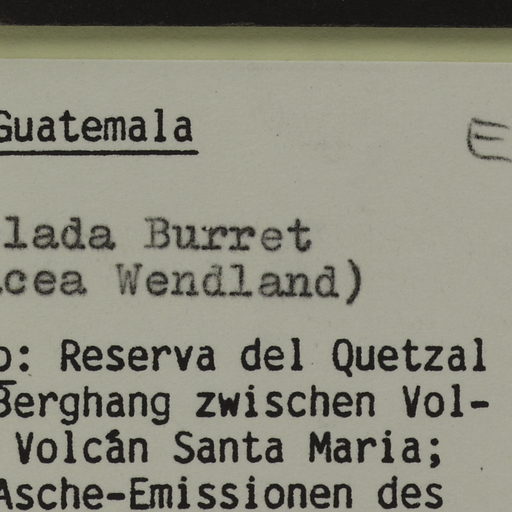 Guatemala
E
lada Burret
cea Wendland)
o: Reserva del Quetzal
Berghang zwischen Vol-
Volcán Santa Maria;
Asche-Emissionen des